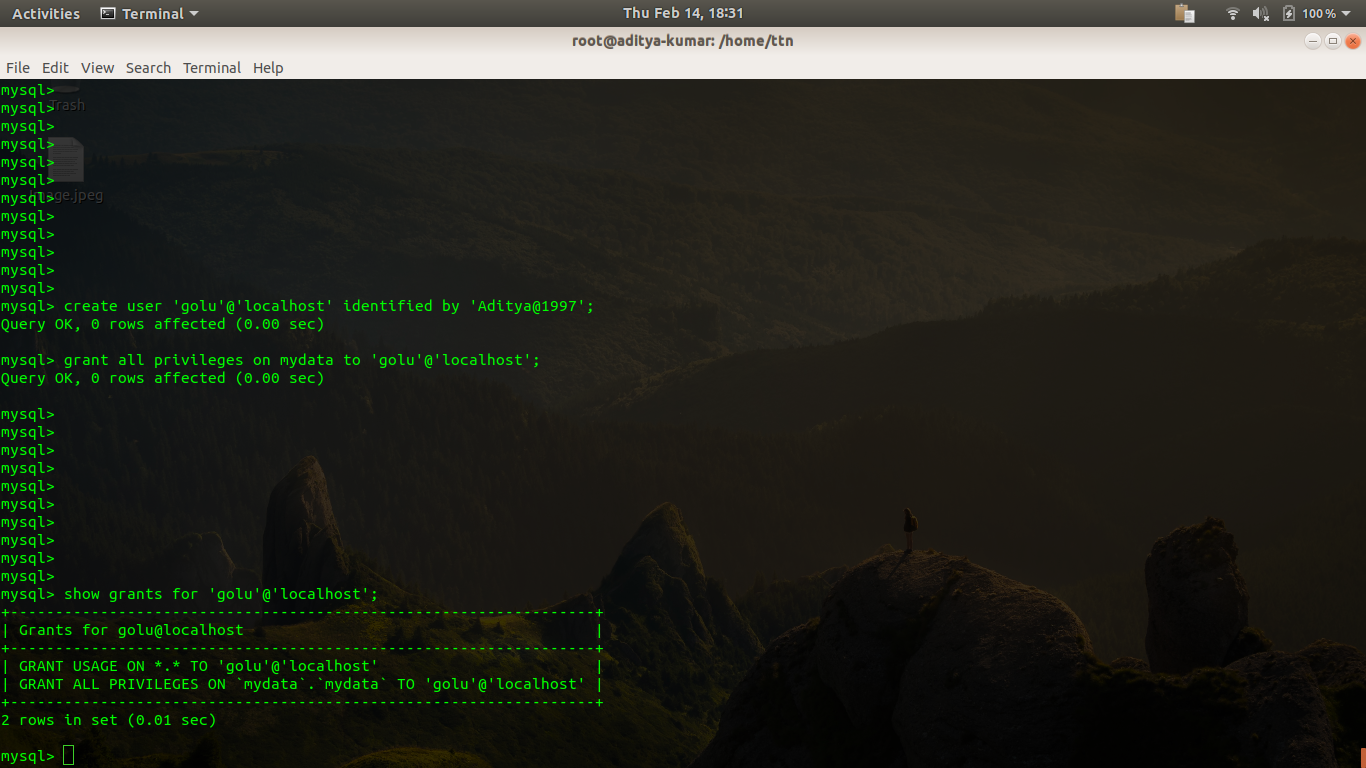 Activities Terminal Thu Feb 14, 18:31 100%
root@aditya-kumar: /home/ttn
File Edit View Search Terminal Help
mysql>
Trash
mysql>
mysql>
mysql>
mysql>
mysql>
mysql>
Image.jpeg
mysql>
mysql>
mysql>
mysql>
mysql>
mysql> create user 'golu'@'localhost' identified by 'Aditya@1997';
Query OK, 0 rows affected (0.00 sec)
mysql> grant all privileges on mydata to 'golu'@'localhost';
Query OK, 0 rows affected (0.00 sec)
mysql>
mysql>
mysql>
mysql>
mysql>
mysql>
mysql>
mysql>
mysql>
mysql>
mysql> show grants for 'golu'@'localhost';
+-----------------------------------------------------------------+
| Grants for golu@localhost                                       |
+-----------------------------------------------------------------+
| GRANT USAGE ON *.* TO 'golu'@'localhost'                        |
| GRANT ALL PRIVILEGES ON `mydata`.`mydata` TO 'golu'@'localhost' |
+-----------------------------------------------------------------+
2 rows in set (0.01 sec)
mysql>